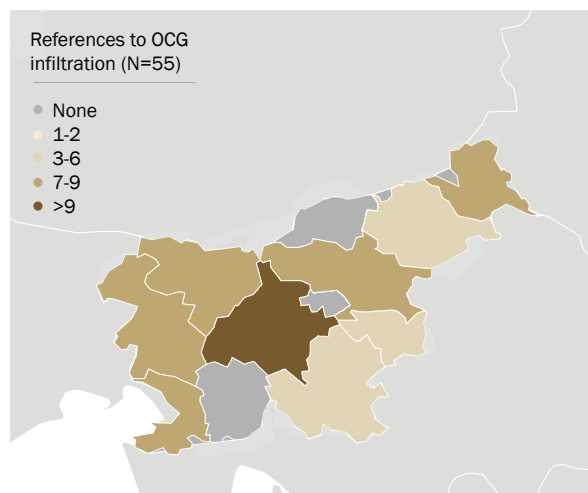 References to OCG
infiltration (N=55)
None
1-2
3-6
7-9
>9